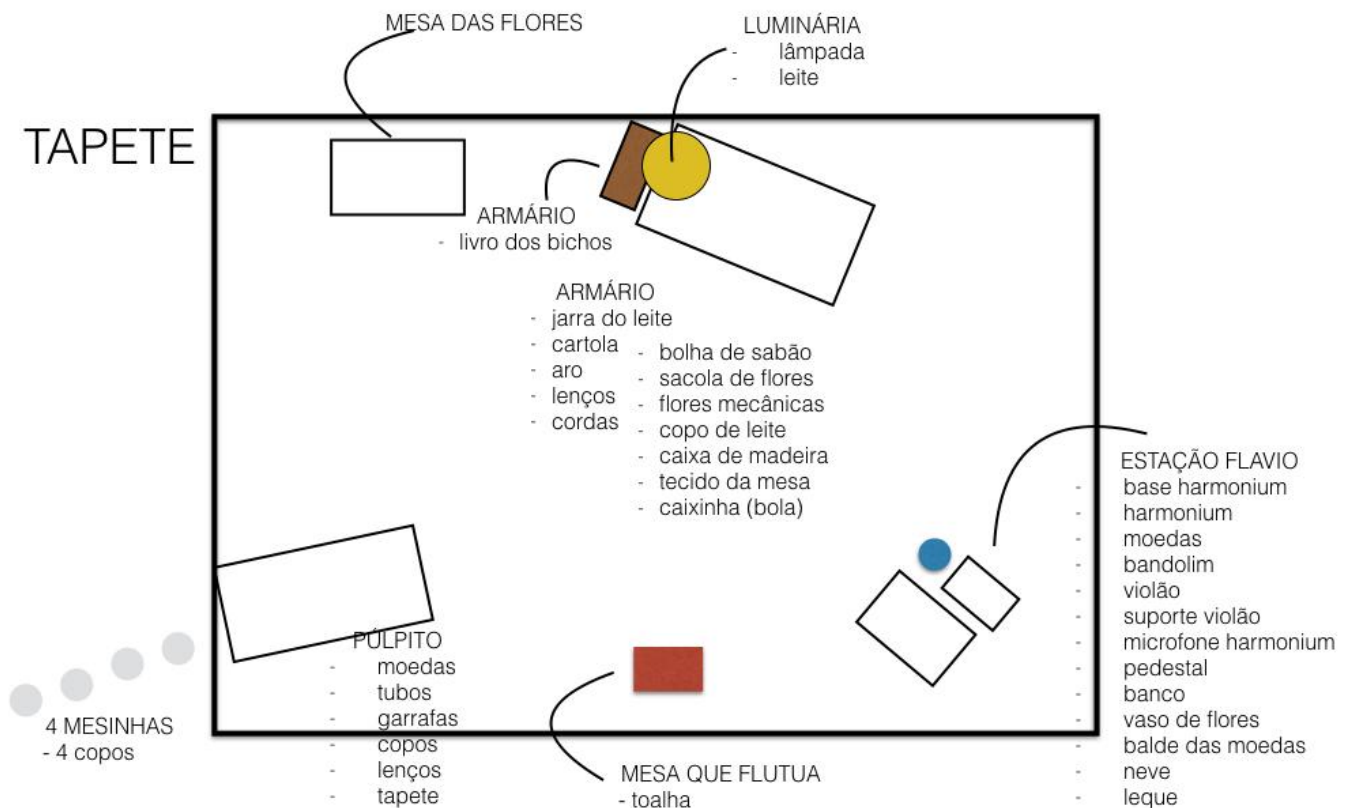 MESA DAS FLORES
LUMINÁRIA
- lâmpada
- leite
TAPETE
ARMÁRIO
- livro dos bichos
ARMÁRIO
- jarra do leite
- cartola
- aro
- lenços
- cordas
- bolha de sabão
- sacola de flores
- flores mecânicas
- copo de leite
- caixa de madeira
- tecido da mesa
- caixinha (bola)
ESTAÇÃO FLAVIO
- base harmonium
- harmonium
- moedas
- bandolim
- violão
- suporte violão
- microfone harmonium
- pedestal
- banco
- vaso de flores
- balde das moedas
- neve
- leque
PÚLPITO
- moedas
- tubos
- garrafas
- copos
- lenços
- tapete
4 MESINHAS
- 4 copos
MESA QUE FLUTUA
- toalha